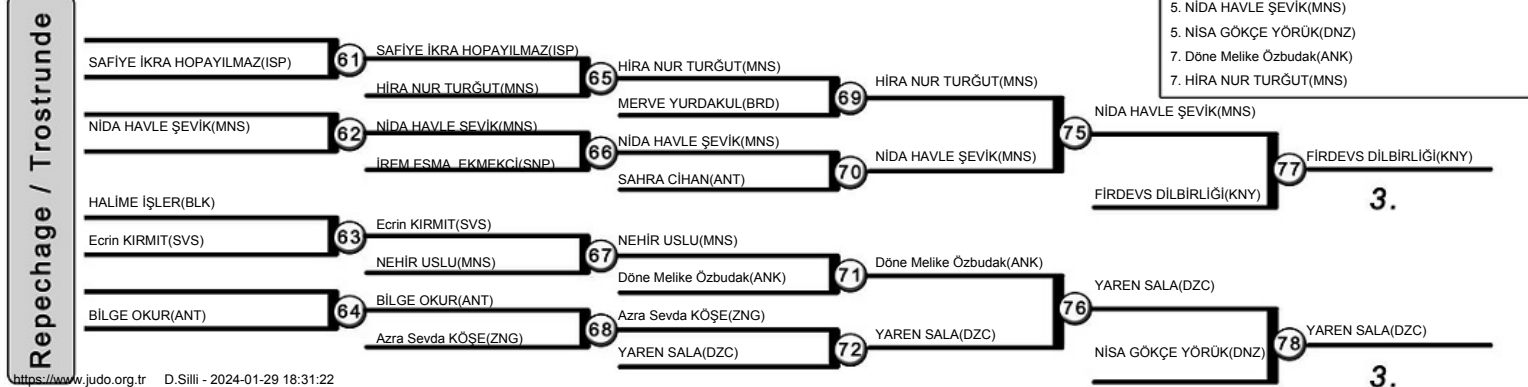 Repechage / Trostrunde
5. NİDA HAVLE ŞEVİK(MNS)
5. NİSA GÖKÇE YÖRÜK(DNZ)
7. Döne Melike Özbudak(ANK)
7. HİRA NUR TURĞUT(MNS)
SAFİYE İKRA HOPAYILMAZ(ISP)
61
SAFİYE İKRA HOPAYILMAZ(ISP)
HİRA NUR TURĞUT(MNS)
65
HİRA NUR TURĞUT(MNS)
MERVE YURDAKUL(BRD)
69
HİRA NUR TURĞUT(MNS)
NİDA HAVLE ŞEVİK(MNS)
62
NİDA HAVLE ŞEVİK(MNS)
İREM ESMA EKMEKCİ(SNP)
66
NİDA HAVLE ŞEVİK(MNS)
SAHRA CİHAN(ANT)
70
NİDA HAVLE ŞEVİK(MNS)
75
NİDA HAVLE ŞEVİK(MNS)
FİRDEVS DİLBİRLİĞİ(KNY)
77
FİRDEVS DİLBİRLİĞİ(KNY)
3.
HALİME İŞLER(BLK)
Ecrin KIRMIT(SVS)
63
Ecrin KIRMIT(SVS)
NEHİR USLU(MNS)
67
NEHİR USLU(MNS)
Döne Melike Özbudak(ANK)
71
Döne Melike Özbudak(ANK)
BİLGE OKUR(ANT)
64
BİLGE OKUR(ANT)
Azra Sevda KÖŞE(ZNG)
68
Azra Sevda KÖŞE(ZNG)
YAREN SALA(DZC)
72
YAREN SALA(DZC)
76
YAREN SALA(DZC)
NİSA GÖKÇE YÖRÜK(DNZ)
78
YAREN SALA(DZC)
3.
https://www.judo.org.tr D.Silli - 2024-01-29 18:31:22